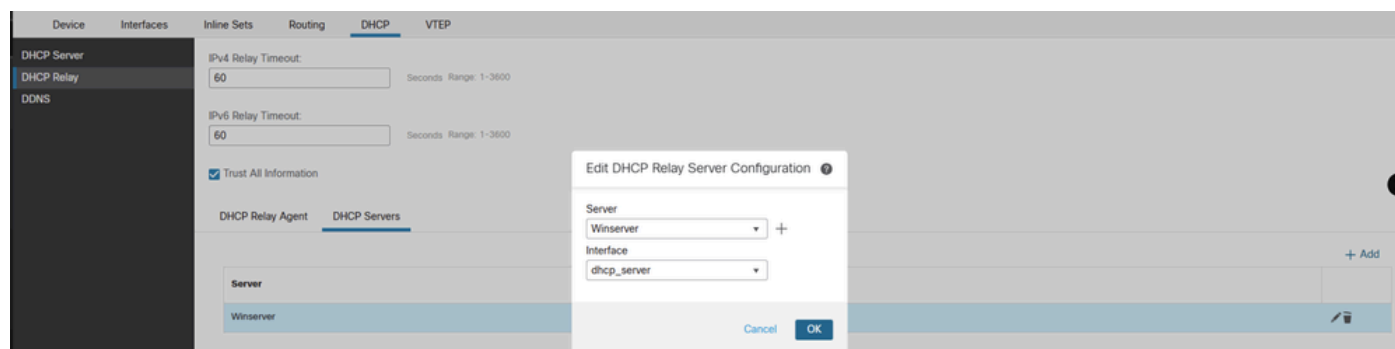 Device Interfaces Inline Sets Routing DHCP VTEP
DHCP Server
DHCP Relay
DDNS
IPv4 Relay Timeout:
60 Seconds Range: 1-3600
IPv6 Relay Timeout:
60 Seconds Range: 1-3600
Trust All Information
DHCP Relay Agent DHCP Servers
+ Add
Server
Winserver
Edit DHCP Relay Server Configuration ?
Server
Winserver +
Interface
dhcp_server
Cancel OK